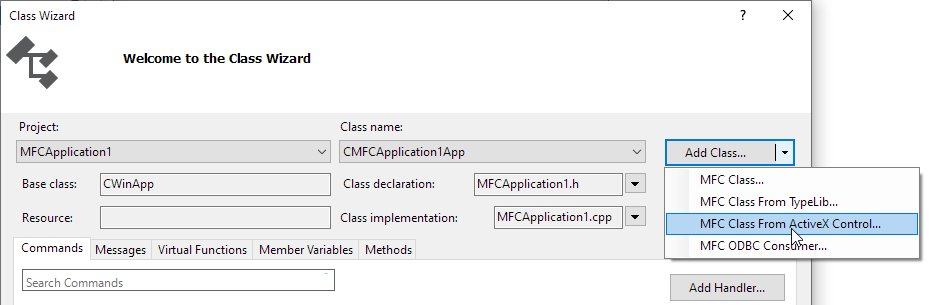 Class Wizard
?
Welcome to the Class Wizard
Project:
Class name:
MFCApplication1
CMFCApplication1App
Add Class...
Base class:
CWinApp
Class declaration:
MFCApplication1.h
Resource:
Class implementation:
MFCApplication1.cpp
MFC Class...
MFC Class From TypeLib...
MFC Class From ActiveX Control...
MFC ODBC Consumer...
Commands
Messages
Virtual Functions
Member Variables
Methods
Search Commands
Add Handler...